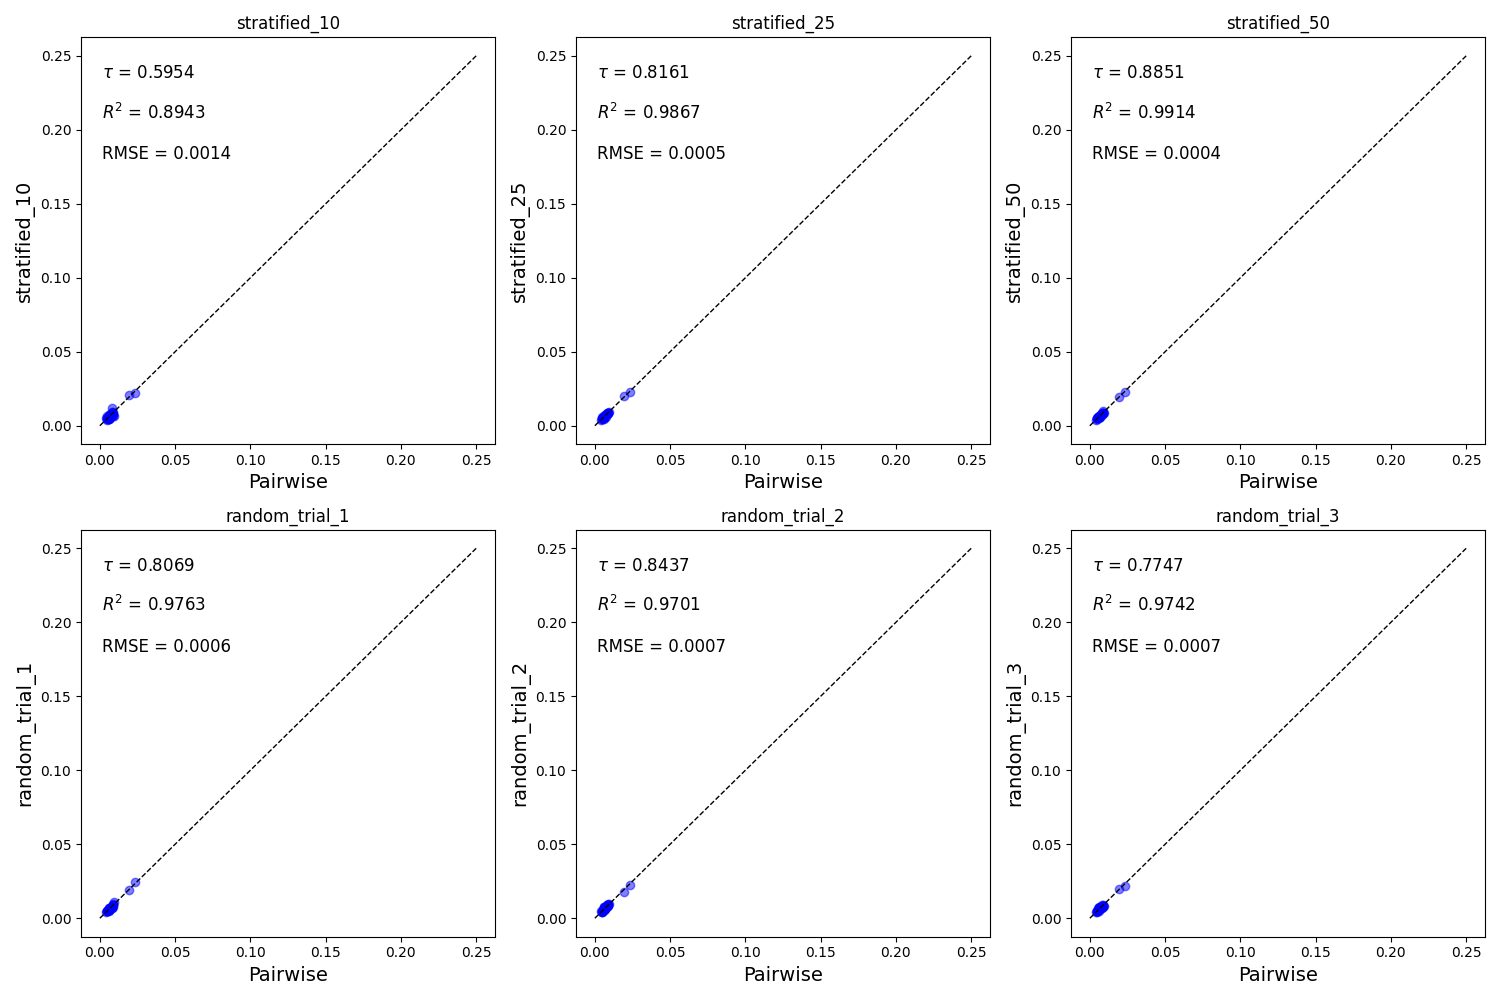 stratified_10
0.25
0.20
0.15
0.10
0.05
0.00
stratified_10
τ = 0.5954
R² = 0.8943
RMSE = 0.0014
0.00 0.05 0.10 0.15 0.20 0.25
Pairwise
stratified_25
0.25
0.20
0.15
0.10
0.05
0.00
stratified_25
τ = 0.8161
R² = 0.9867
RMSE = 0.0005
0.00 0.05 0.10 0.15 0.20 0.25
Pairwise
stratified_50
0.25
0.20
0.15
0.10
0.05
0.00
stratified_50
τ = 0.8851
R² = 0.9914
RMSE = 0.0004
0.00 0.05 0.10 0.15 0.20 0.25
Pairwise
random_trial_1
0.25
0.20
0.15
0.10
0.05
0.00
random_trial_1
τ = 0.8069
R² = 0.9763
RMSE = 0.0006
0.00 0.05 0.10 0.15 0.20 0.25
Pairwise
random_trial_2
0.25
0.20
0.15
0.10
0.05
0.00
random_trial_2
τ = 0.8437
R² = 0.9701
RMSE = 0.0007
0.00 0.05 0.10 0.15 0.20 0.25
Pairwise
random_trial_3
0.25
0.20
0.15
0.10
0.05
0.00
random_trial_3
τ = 0.7747
R² = 0.9742
RMSE = 0.0007
0.00 0.05 0.10 0.15 0.20 0.25
Pairwise